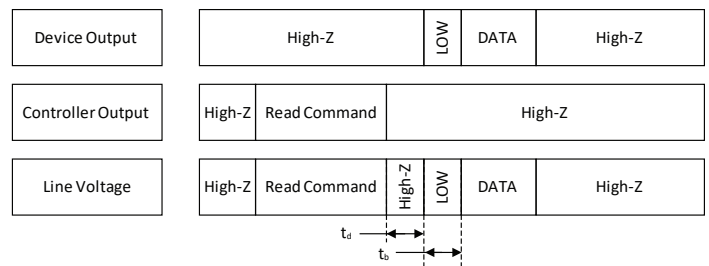 Device Output
High-Z
LOW
DATA
High-Z
Controller Output
High-Z
Read Command
High-Z
Line Voltage
High-Z
Read Command
High-Z
LOW
DATA
High-Z
td
tb